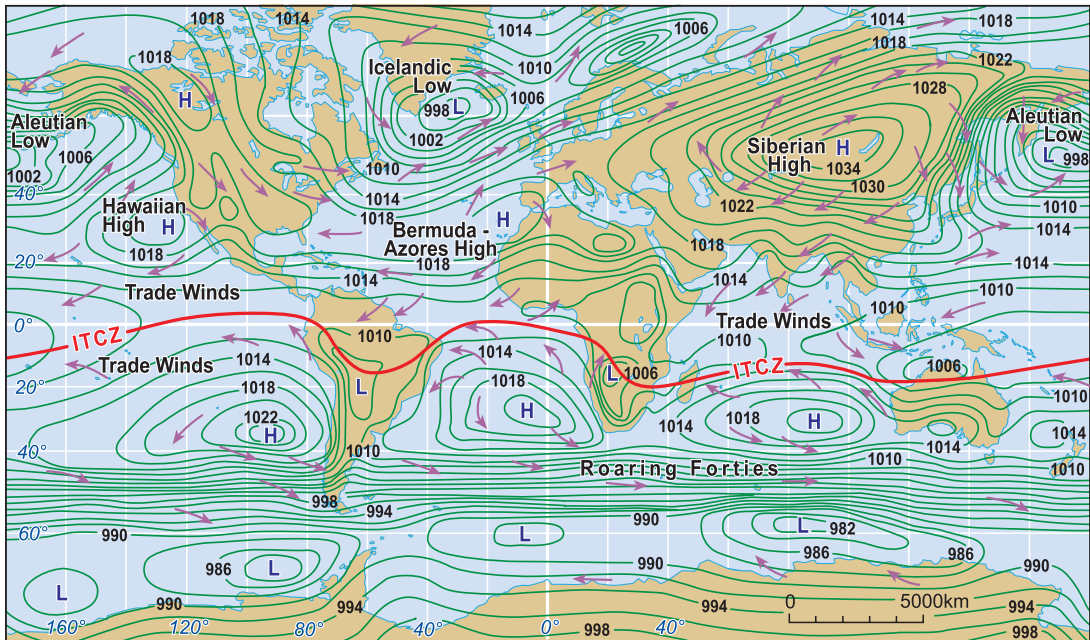 1018
1014
1014
1006
1014
1018
1018
1018
1010
1022
Icelandic
Low
L
1006
1028
H
998
Aleutian
Low
Aleutian
Low
1002
Siberian
High
H
L
998
1006
1034
1002
1010
1030
40°
1014
1022
1010
Hawaiian
High
H
1018
H
1014
Bermuda -
Azores High
1018
1018
1018
20°
1014
1014
1014
Trade Winds
1010
1010
0°
ITCZ
1010
Trade Winds
1014
1014
1010
Trade Winds
ITCZ
1006
L
1006
20°
1018
L
1018
1010
1022
H
H
1014
1018
H
1014
1014
40°
1010
1010
1010
Roaring Forties
998
994
990
982
L
60°
990
L
986
986
986
L
990
990
L
990
994
994
994
0
5000km
160°
120°
80°
40°
0°
998
40°
998